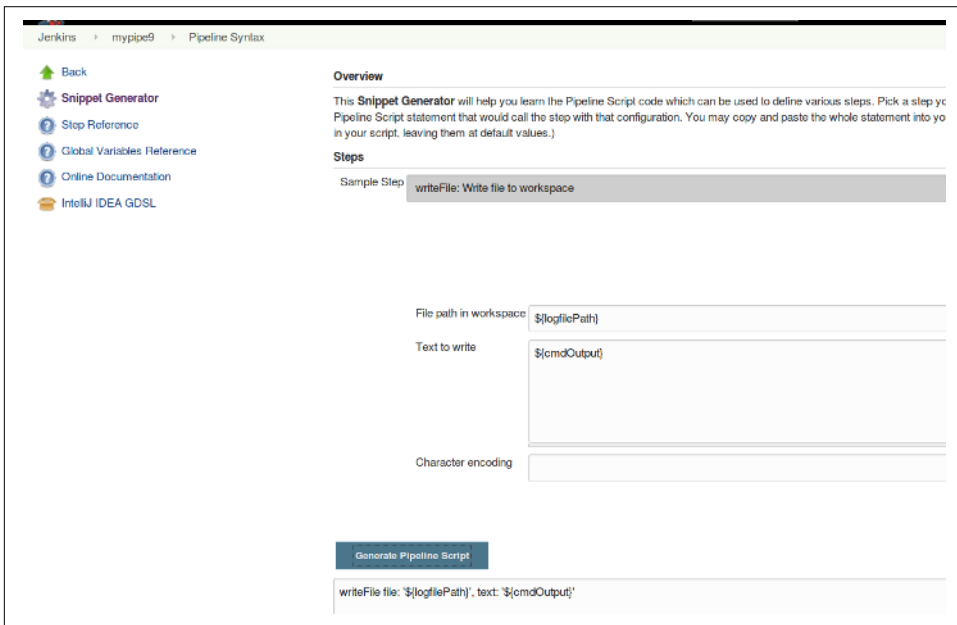 Jenkins mypipe9 Pipeline Syntax
Back
Snippet Generator
Step Reference
Global Variables Reference
Online Documentation
IntelliJ IDEA GDSL
Overview
This Snippet Generator will help you learn the Pipeline Script code which can be used to define various steps. Pick a step yo
Pipeline Script statement that would call the step with that configuration. You may copy and paste the whole statement into yo
in your script, leaving them at default values.)
Steps
Sample Step writeFile: Write file to workspace
File path in workspace ${logfilePath}
Text to write ${cmdOutput}
Character encoding
Generate Pipeline Script
writeFile file: '${logfilePath}', text: '${cmdOutput}'